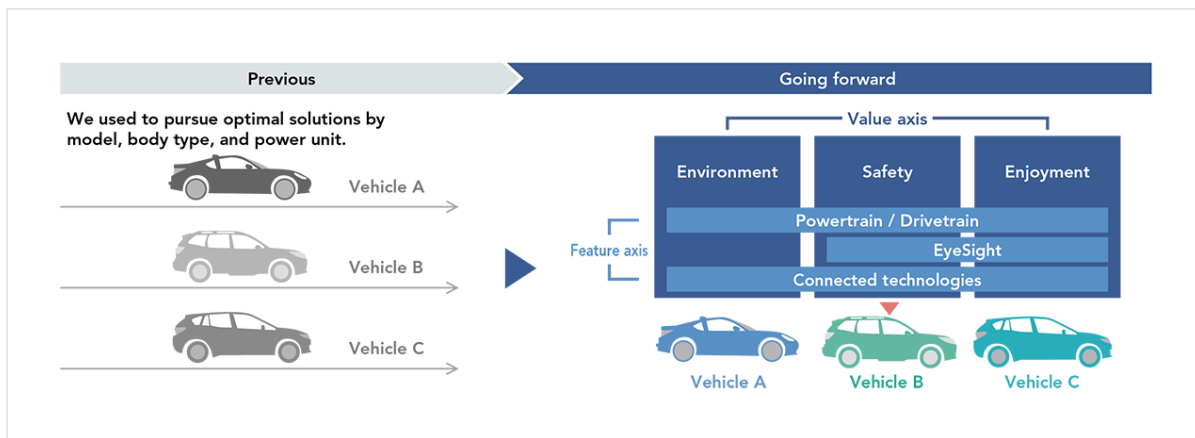 Previous
Going forward
We used to pursue optimal solutions by
model, body type, and power unit.
Vehicle A
Vehicle B
Vehicle C
Value axis
Environment
Safety
Enjoyment
Feature axis
Powertrain / Drivetrain
EyeSight
Connected technologies
Vehicle A
Vehicle B
Vehicle C